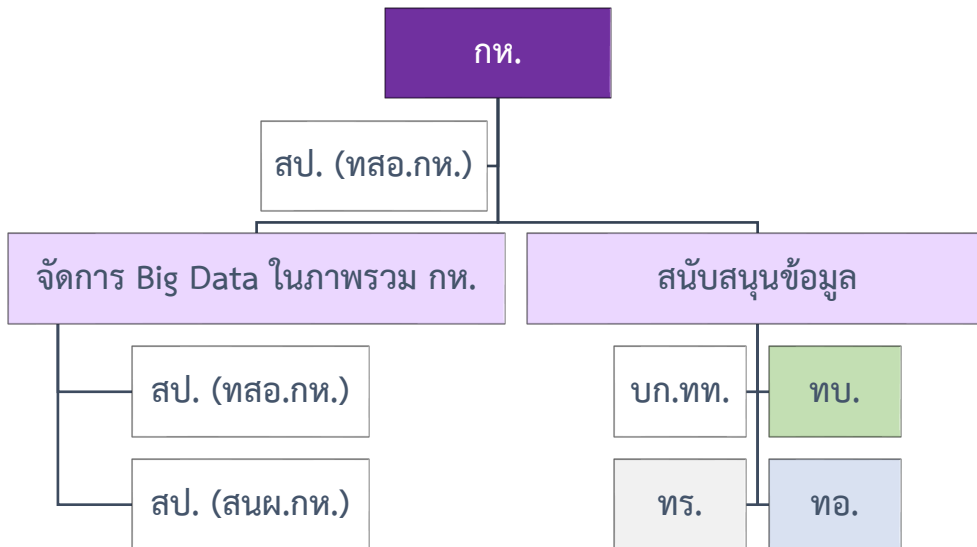 กห.
สป. (ทสอ.กห.)
จัดการ Big Data ในภาพรวม กห.
สนับสนุนข้อมูล
สป. (ทสอ.กห.)
บก.ทท.
ทบ.
สป. (สนผ.กห.)
ทร.
ทอ.